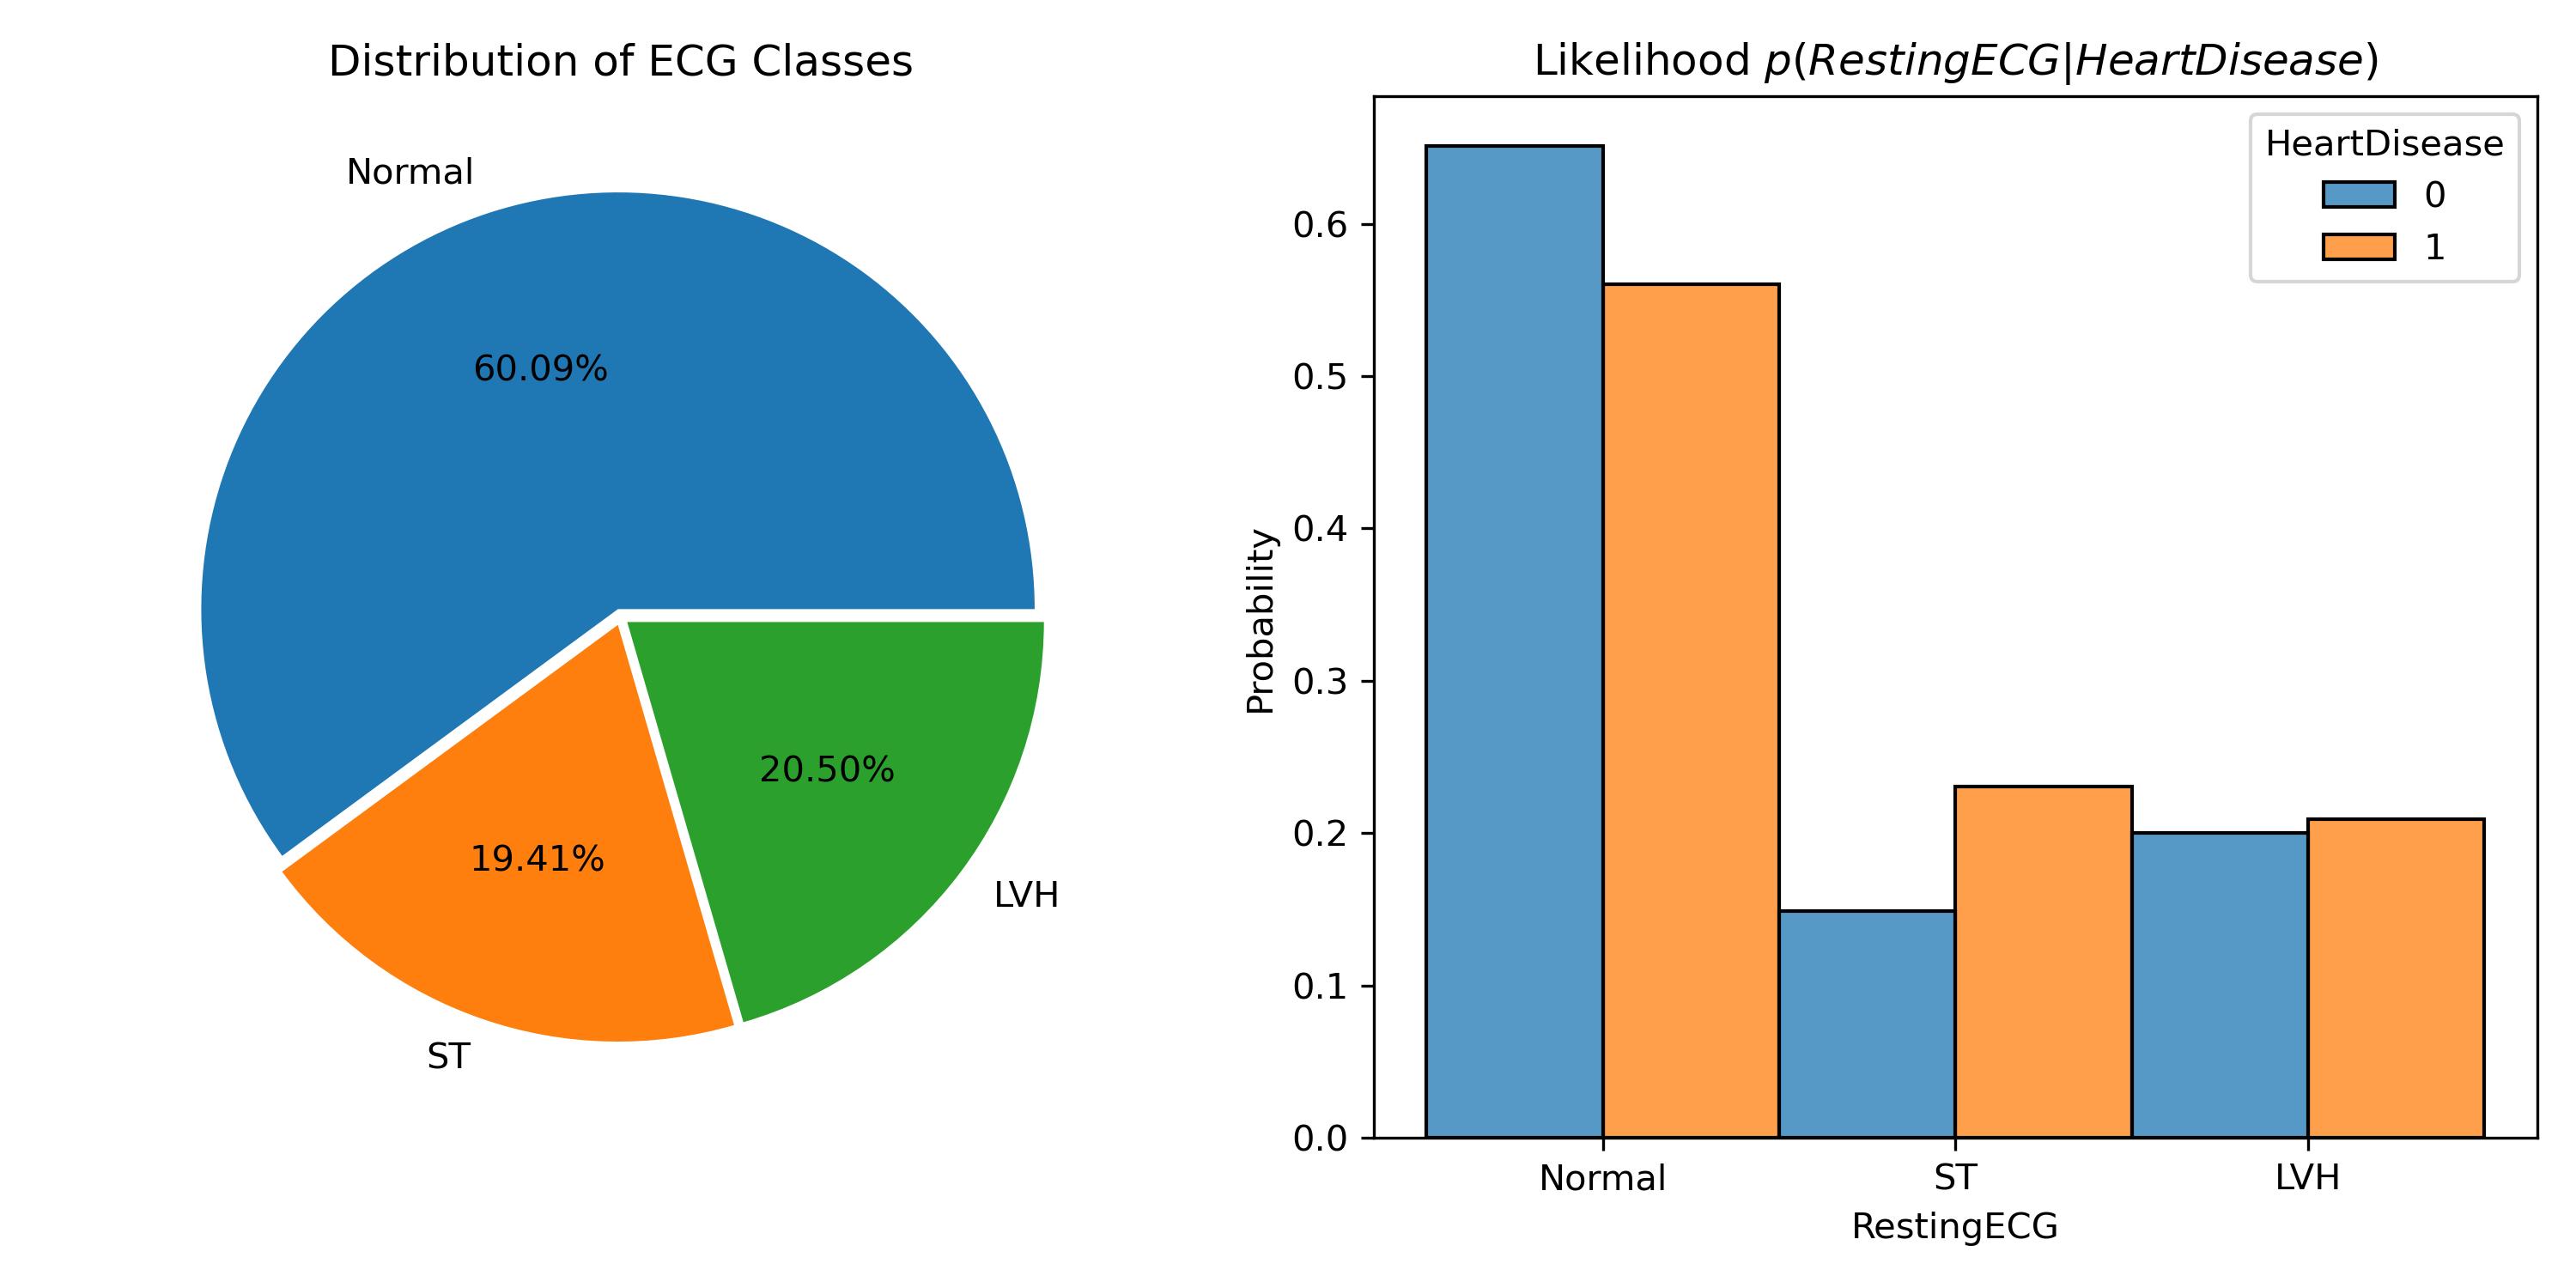 Distribution of ECG Classes
Normal
60.09%
20.50%
19.41%
LVH
ST
Likelihood p(RestingECG|HeartDisease)
HeartDisease
0
1
Probability
0.6
0.5
0.4
0.3
0.2
0.1
0.0
Normal ST LVH
RestingECG